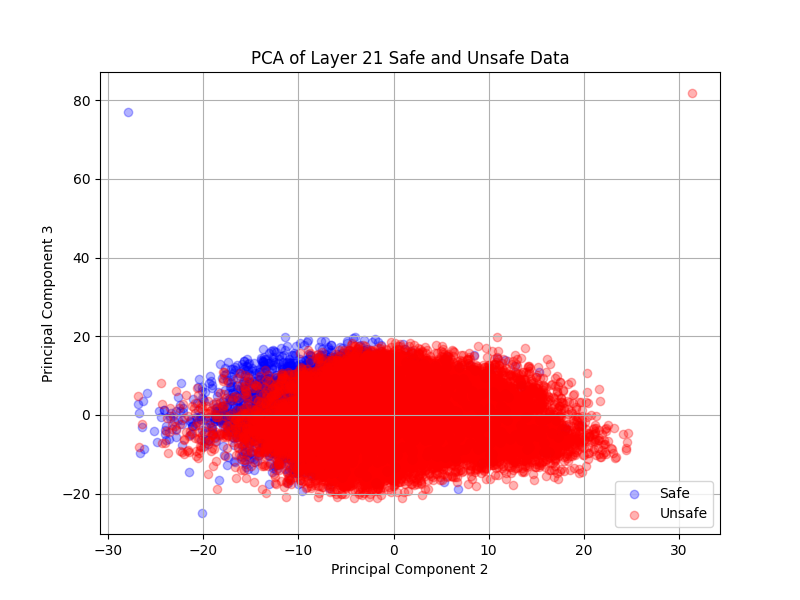 PCA of Layer 21 Safe and Unsafe Data
80
60
40
20
0
−20
Principal Component 3
−30
−20
−10
0
10
20
30
Principal Component 2
Safe
Unsafe